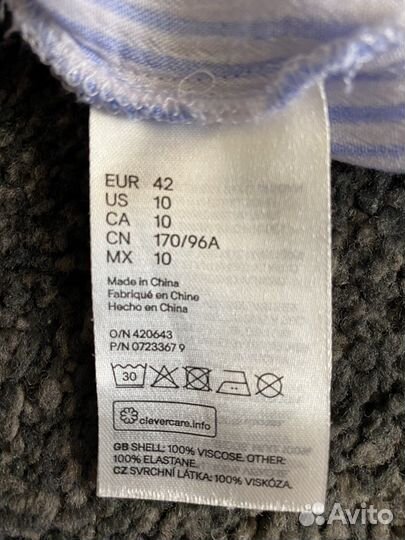 EUR 42
US 10
CA 10
CN 170/96A
MX 10
Made in China
Fabriqué en Chine
Hecho en China
O/N 420643
P/N 0723367 9
30
clevercare.info
GB SHELL: 100% VISCOSE. OTHER:
100% ELASTANE.
CZ SVRCHNÍ LÁTKA: 100% VISKÓZA.
Avito